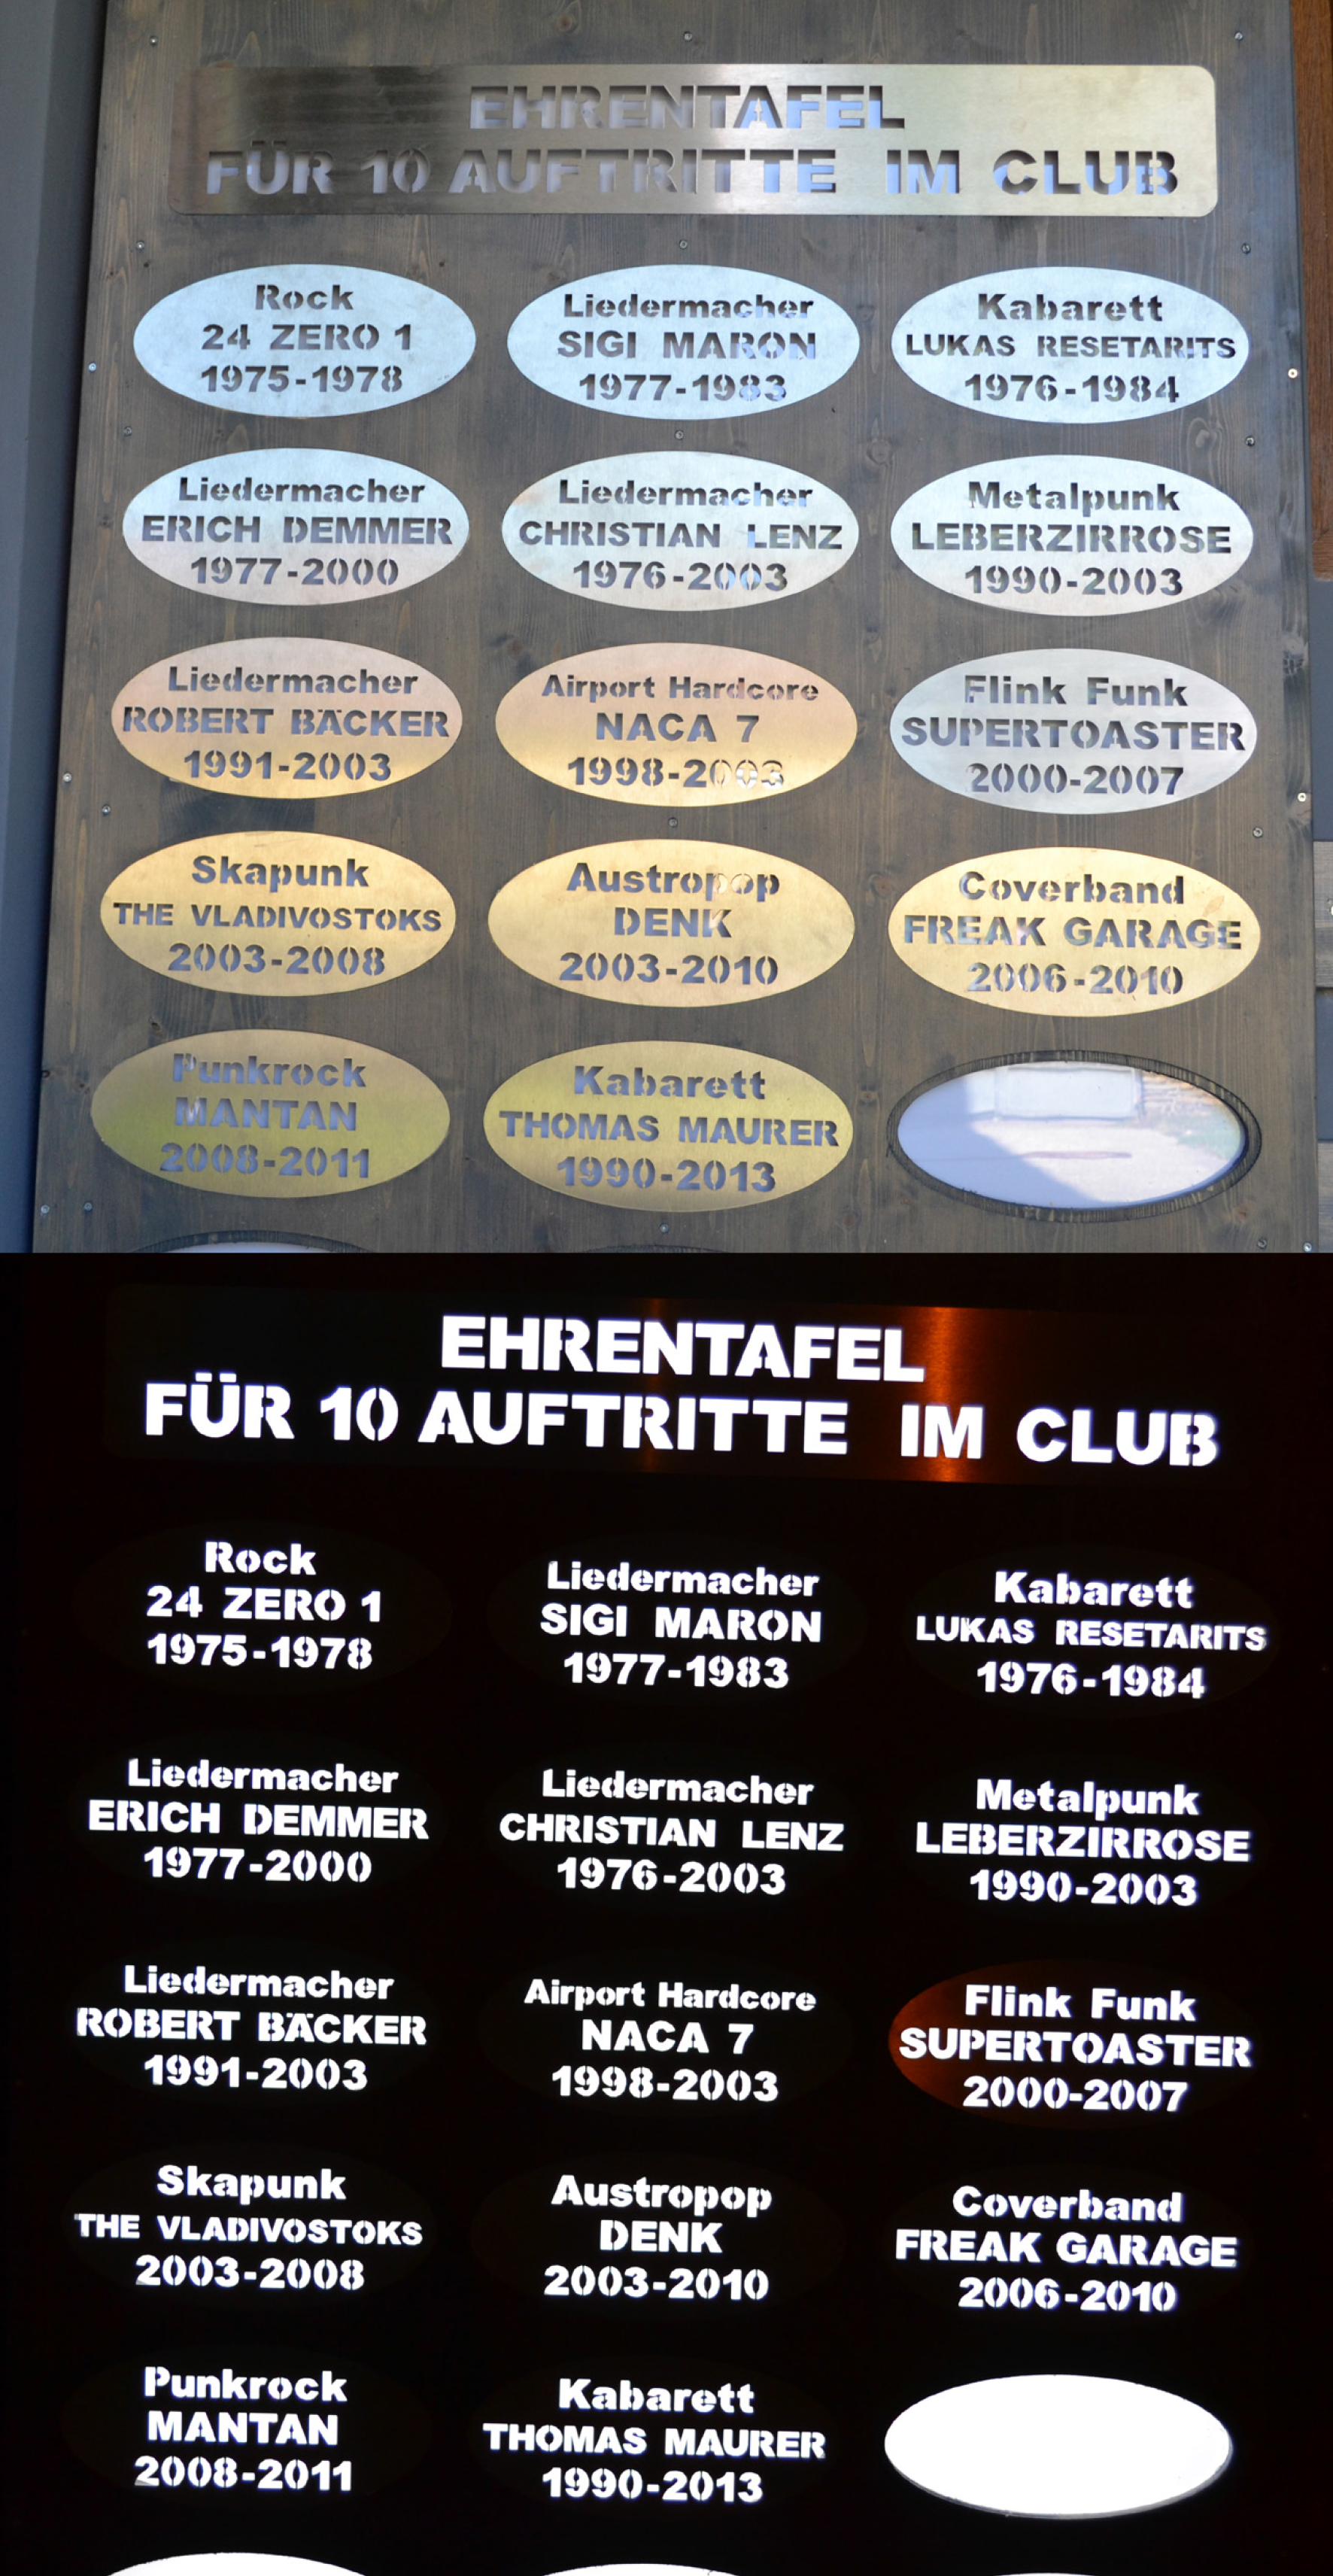 EHRENTAFEL
FÜR 10 AUFTRITTE IM CLUB
Rock
24 ZERO 1
1975-1978
Liedermacher
SIGI MARON
1977-1983
Kabarett
LUKAS RESETARITS
1976-1984
Liedermacher
ERICH DEMMER
1977-2000
Liedermacher
CHRISTIAN LENZ
1976-2003
Metalpunk
LEBERZIRROSE
1990-2003
Liedermacher
ROBERT BÄCKER
1991-2003
Airport Hardcore
NACA 7
1998-2003
Flink Funk
SUPERTOASTER
2000-2007
Skapunk
THE VLADIVOSTOKS
2003-2008
Austropop
DENK
2003-2010
Coverband
FREAK GARAGE
2006-2010
Punkrock
MANTAN
2008-2011
Kabarett
THOMAS MAURER
1990-2013
EHRENTAFEL
FÜR 10 AUFTRITTE IM CLUB
Rock
24 ZERO 1
1975-1978
Liedermacher
SIGI MARON
1977-1983
Kabarett
LUKAS RESETARITS
1976-1984
Liedermacher
ERICH DEMMER
1977-2000
Liedermacher
CHRISTIAN LENZ
1976-2003
Metalpunk
LEBERZIRROSE
1990-2003
Liedermacher
ROBERT BÄCKER
1991-2003
Airport Hardcore
NACA 7
1998-2003
Flink Funk
SUPERTOASTER
2000-2007
Skapunk
THE VLADIVOSTOKS
2003-2008
Austropop
DENK
2003-2010
Coverband
FREAK GARAGE
2006-2010
Punkrock
MANTAN
2008-2011
Kabarett
THOMAS MAURER
1990-2013